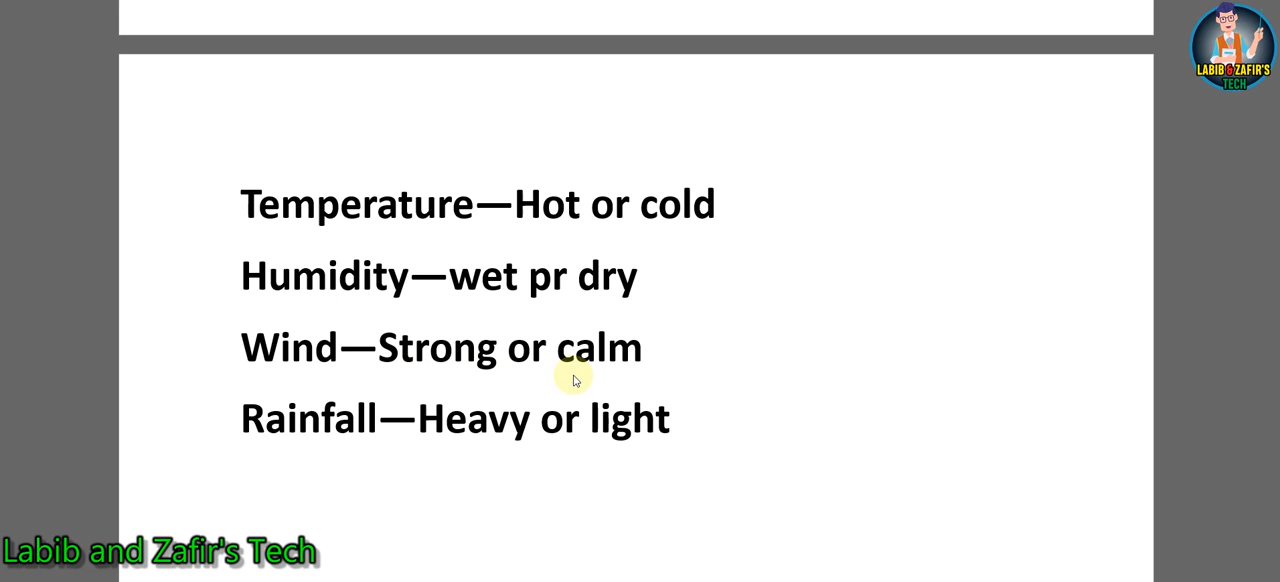 LABIB & ZAFIR'S
TECH
Temperature—Hot or cold
Humidity—wet pr dry
Wind—Strong or calm
Rainfall—Heavy or light
Labib and Zafir's Tech